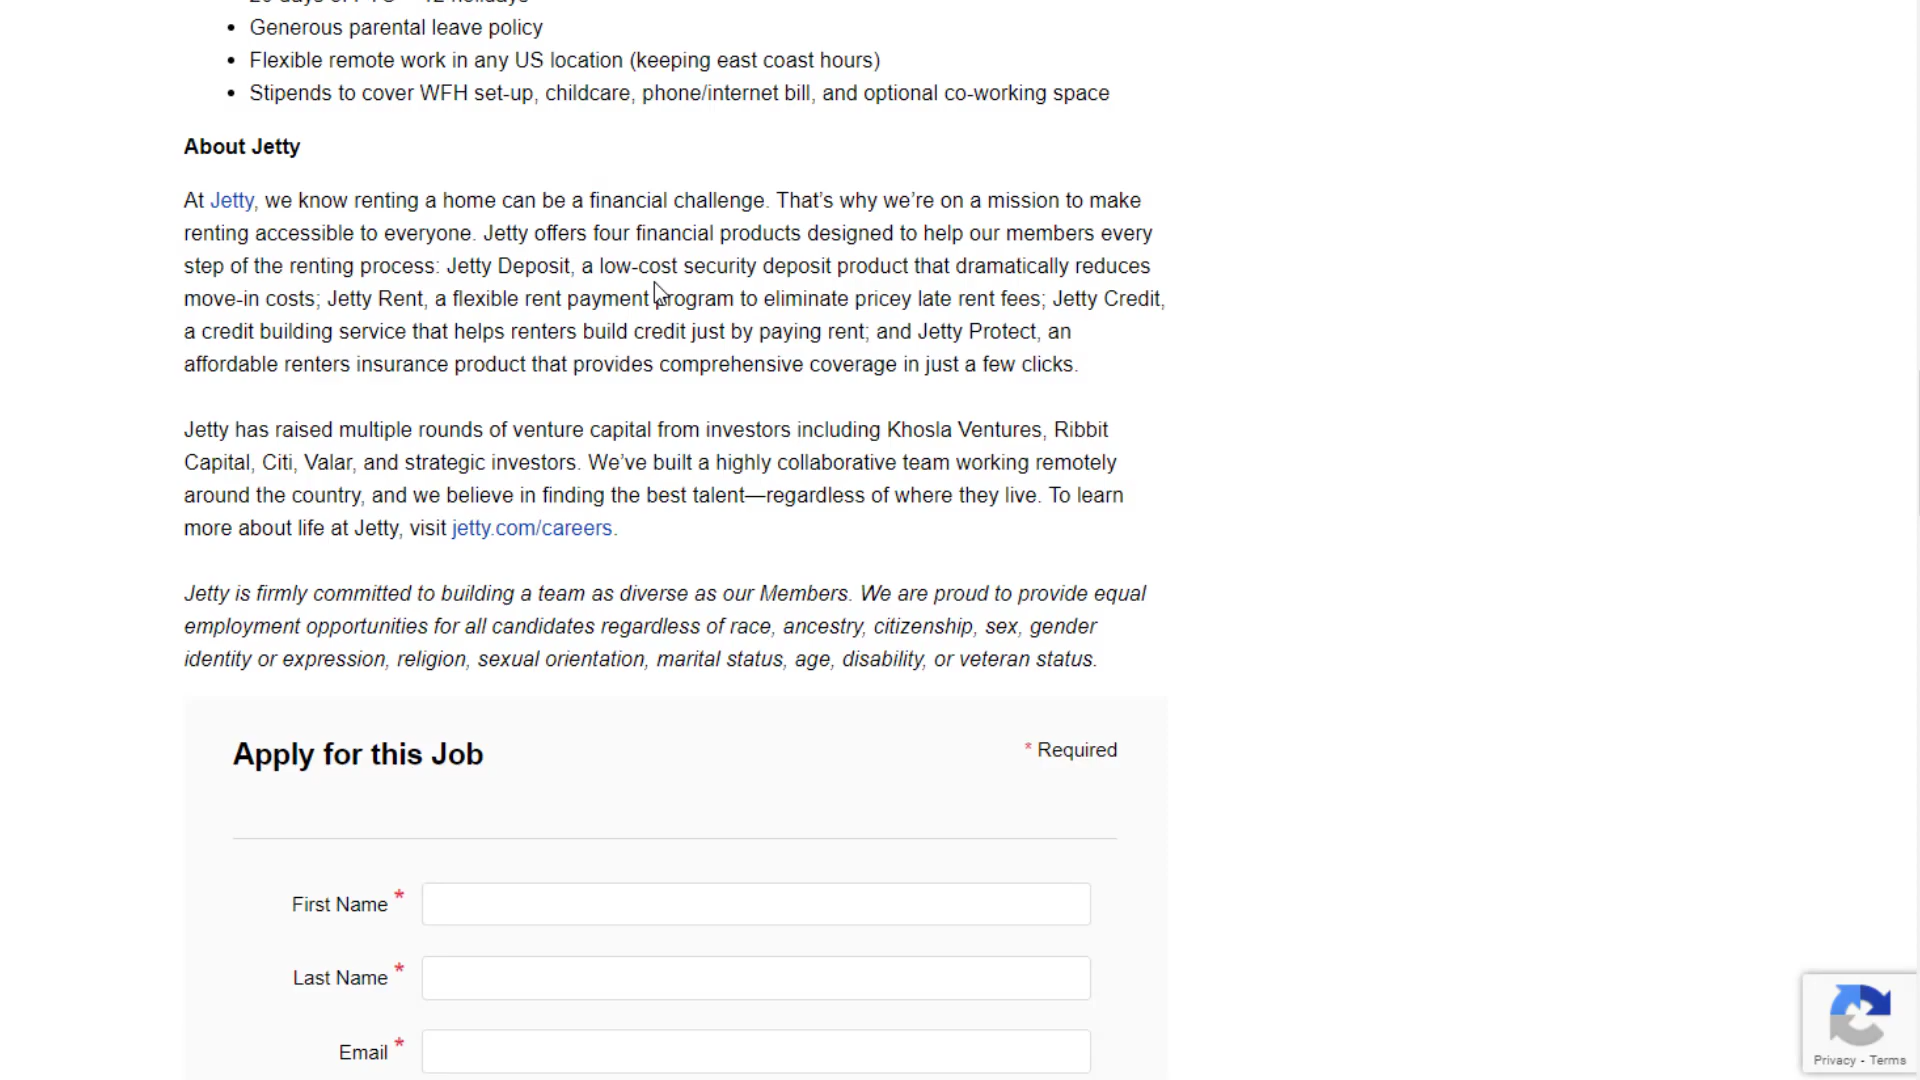 Generous parental leave policy
Flexible remote work in any US location (keeping east coast hours)
Stipends to cover WFH set-up, childcare, phone/internet bill, and optional co-working space
About Jetty
At Jetty, we know renting a home can be a financial challenge. That’s why we’re on a mission to make
renting accessible to everyone. Jetty offers four financial products designed to help our members every
step of the renting process: Jetty Deposit, a low-cost security deposit product that dramatically reduces
move-in costs; Jetty Rent, a flexible rent payment program to eliminate pricey late rent fees; Jetty Credit,
a credit building service that helps renters build credit just by paying rent; and Jetty Protect, an
affordable renters insurance product that provides comprehensive coverage in just a few clicks.
Jetty has raised multiple rounds of venture capital from investors including Khosla Ventures, Ribbit
Capital, Citi, Valar, and strategic investors. We’ve built a highly collaborative team working remotely
around the country, and we believe in finding the best talent—regardless of where they live. To learn
more about life at Jetty, visit jetty.com/careers.
Jetty is firmly committed to building a team as diverse as our Members. We are proud to provide equal
employment opportunities for all candidates regardless of race, ancestry, citizenship, sex, gender
identity or expression, religion, sexual orientation, marital status, age, disability, or veteran status.
Apply for this Job
* Required
First Name *
Last Name *
Email *
Privacy - Terms